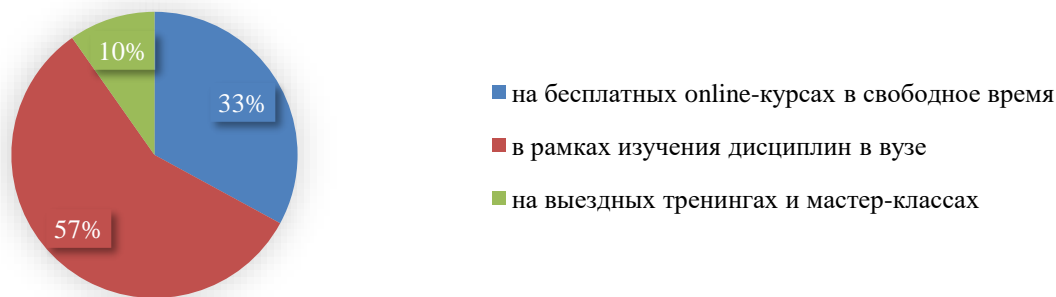 10%
33%
57%
на бесплатных online-курсах в свободное время
в рамках изучения дисциплин в вузе
на выездных тренингах и мастер-классах